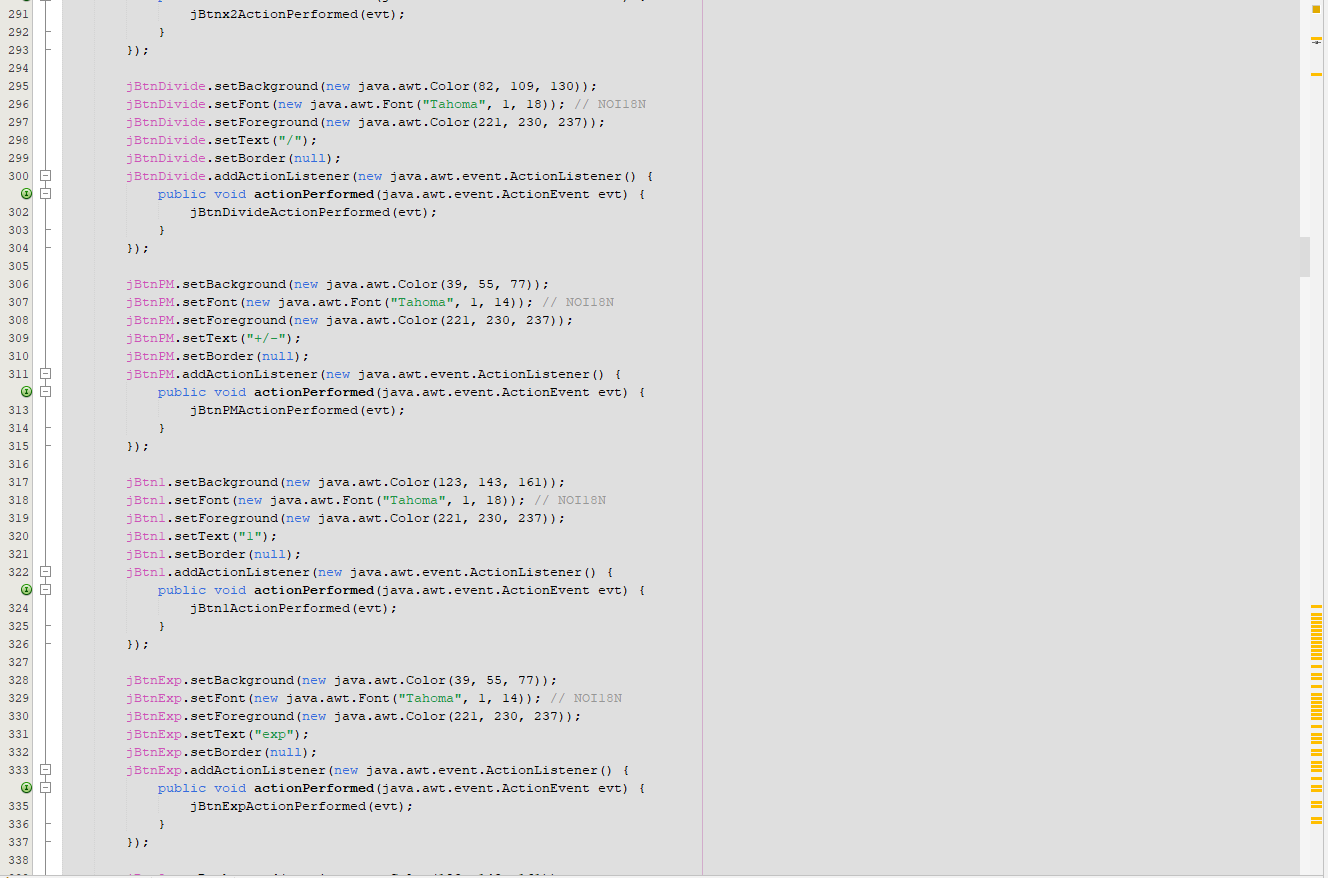 291 jBtnx2ActionPerformed(evt);
292 }
293 });
294
295 jBtnDivide.setBackground(new java.awt.Color(82, 109, 130));
296 jBtnDivide.setFont(new java.awt.Font("Tahoma", 1, 18)); // NOI18N
297 jBtnDivide.setForeground(new java.awt.Color(221, 230, 237));
298 jBtnDivide.setText("/");
299 jBtnDivide.setBorder(null);
300 jBtnDivide.addActionListener(new java.awt.event.ActionListener() {
public void actionPerformed(java.awt.event.ActionEvent evt) {
302 jBtnDivideActionPerformed(evt);
303 }
304 });
305
306 jBtnPM.setBackground(new java.awt.Color(39, 55, 77));
307 jBtnPM.setFont(new java.awt.Font("Tahoma", 1, 14)); // NOI18N
308 jBtnPM.setForeground(new java.awt.Color(221, 230, 237));
309 jBtnPM.setText("+/-");
310 jBtnPM.setBorder(null);
311 jBtnPM.addActionListener(new java.awt.event.ActionListener() {
public void actionPerformed(java.awt.event.ActionEvent evt) {
313 jBtnPMActionPerformed(evt);
314 }
315 });
316
317 jBtn1.setBackground(new java.awt.Color(123, 143, 161));
318 jBtn1.setFont(new java.awt.Font("Tahoma", 1, 18)); // NOI18N
319 jBtn1.setForeground(new java.awt.Color(221, 230, 237));
320 jBtn1.setText("1");
321 jBtn1.setBorder(null);
322 jBtn1.addActionListener(new java.awt.event.ActionListener() {
public void actionPerformed(java.awt.event.ActionEvent evt) {
324 jBtn1ActionPerformed(evt);
325 }
326 });
327
328 jBtnExp.setBackground(new java.awt.Color(39, 55, 77));
329 jBtnExp.setFont(new java.awt.Font("Tahoma", 1, 14)); // NOI18N
330 jBtnExp.setForeground(new java.awt.Color(221, 230, 237));
331 jBtnExp.setText("exp");
332 jBtnExp.setBorder(null);
333 jBtnExp.addActionListener(new java.awt.event.ActionListener() {
public void actionPerformed(java.awt.event.ActionEvent evt) {
335 jBtnExpActionPerformed(evt);
336 }
337 });
338